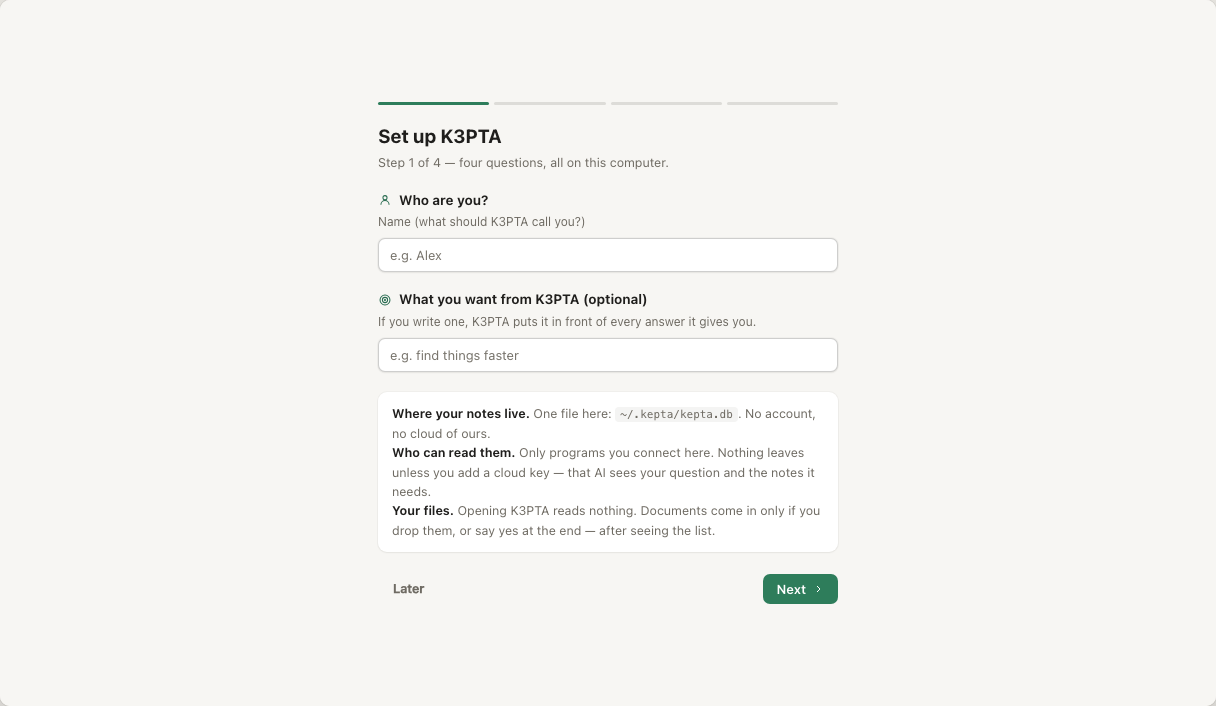 Set up K3PTA
Step 1 of 4 — four questions, all on this computer.
Who are you?
Name (what should K3PTA call you?)
e.g. Alex
What you want from K3PTA (optional)
If you write one, K3PTA puts it in front of every answer it gives you.
e.g. find things faster
Where your notes live. One file here: ~/.kepta/kepta.db. No account,
no cloud of ours.
Who can read them. Only programs you connect here. Nothing leaves
unless you add a cloud key — that AI sees your question and the notes it
needs.
Your files. Opening K3PTA reads nothing. Documents come in only if you
drop them, or say yes at the end — after seeing the list.
Later
Next